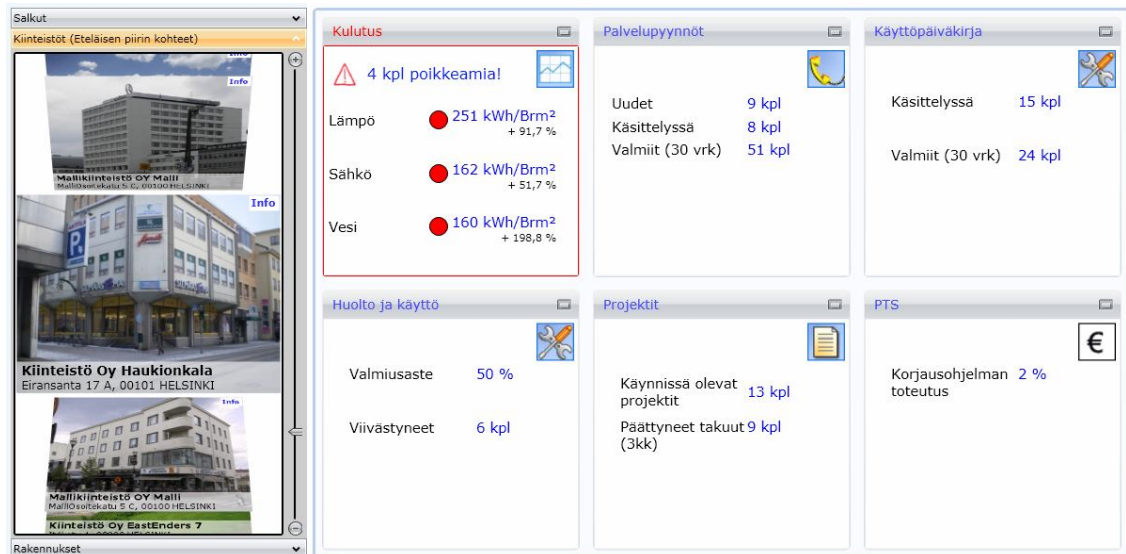 Salkut
Kiinteistöt (Eteläisen piirin kohteet)
Info
Mallikiinteistö OY Malli
MalliOsoitekatu 5 C, 00100 HELSINKI
Info
P
Kiinteistö Oy Haukionkala
Eiransanta 17 A, 00101 HELSINKI
Info
Mallikiinteistö OY Malli
MalliOsoitekatu 5 C, 00100 HELSINKI
Kiinteistö Oy EastEnders 7
Rakennukset
Kulutus
4 kpl poikkeamia!
Lämpö 251 kWh/Brm²
+ 91,7 %
Sähkö 162 kWh/Brm²
+ 51,7 %
Vesi 160 kWh/Brm²
+ 198,8 %
Palvelupyynnöt
Uudet 9 kpl
Käsittelyssä 8 kpl
Valmiit (30 vrk) 51 kpl
Käyttöpäiväkirja
Käsittelyssä 15 kpl
Valmiit (30 vrk) 24 kpl
Huolto ja käyttö
Valmiusaste 50 %
Viivästyneet 6 kpl
Projektit
Käynnissä olevat
projektit 13 kpl
Päättyneet takuut 9 kpl
(3kk)
PTS
€
Korjausohjelman 2 %
toteutus